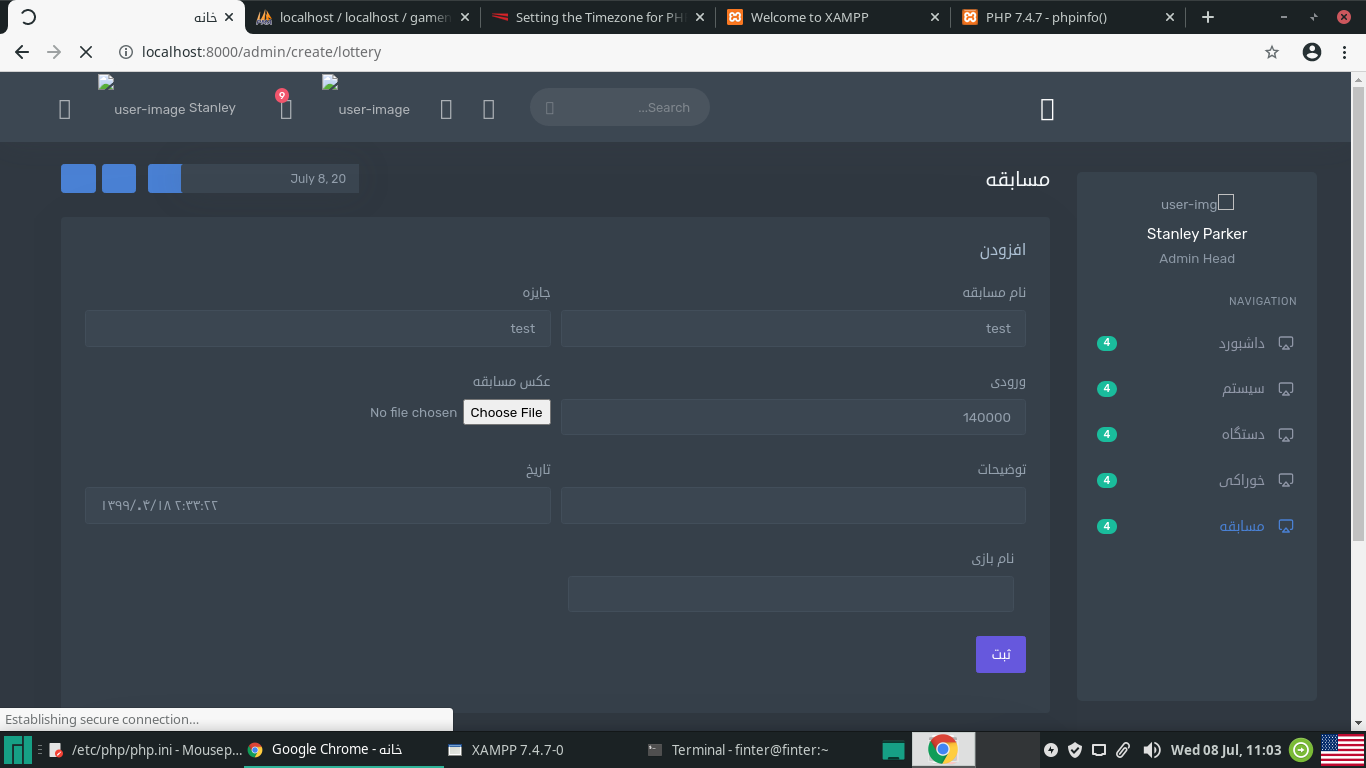 خانه
localhost / localhost / gamen
Setting the Timezone for PH
Welcome to XAMPP
PHP 7.4.7 - phpinfo()
localhost:8000/admin/create/lottery
user-image Stanley
9
user-image
...Search
July 8, 20
مسابقه
user-img
Stanley Parker
Admin Head
NAVIGATION
داشبورد 4
سیستم 4
دستگاه 4
خوراکی 4
مسابقه 4
افزودن
نام مسابقه
جایزه
test
test
ورودی
عکس مسابقه
140000
Choose File No file chosen
توضیحات
تاریخ
۱۳۹۹/۰۴/۱۸ ۲:۳۳:۲۲
نام بازی
ثبت
Establishing secure connection...
/etc/php/php.ini - Mousep...
خانه - Google Chrome
XAMPP 7.4.7-0
Terminal - finter@finter:~
Wed 08 Jul, 11:03